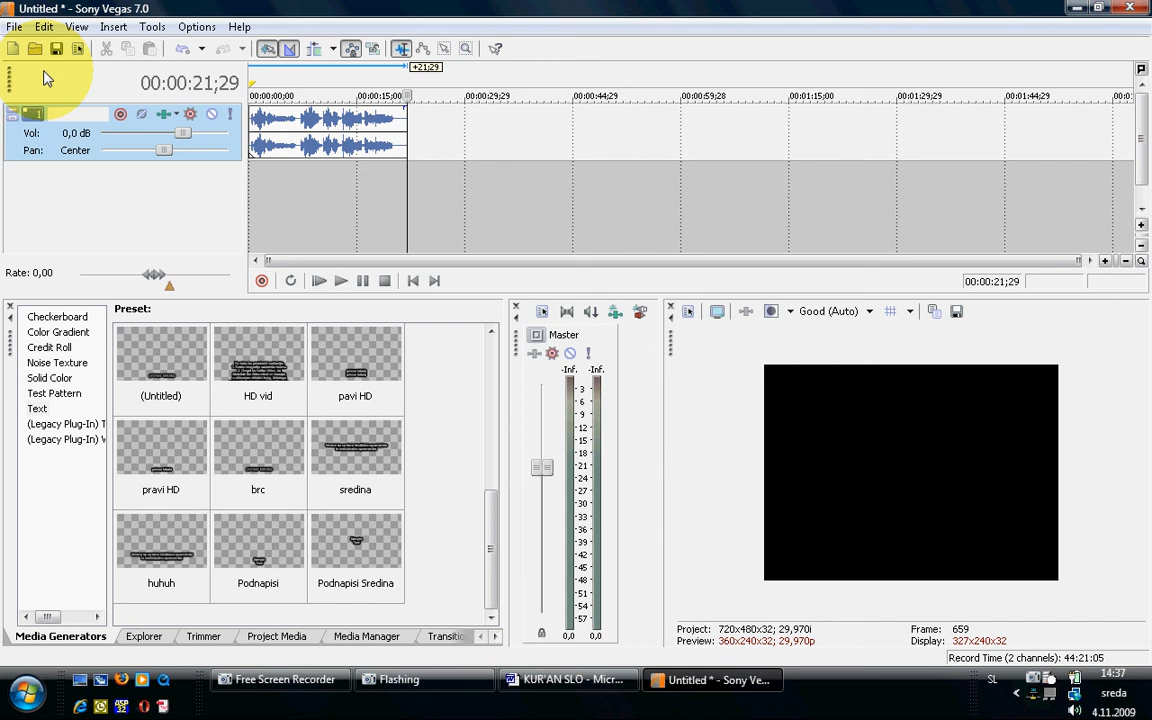 Untitled * - Sony Vegas 7.0
File Edit View Insert Tools Options Help
+21;29
00:00:21;29
00:00:00;00 00:00:15;00 00:00:29;29 00:00:44;29 00:00:59;28 00:01:15;00 00:01:29;29 00:01:44;29
1
Vol: 0,0 dB
Pan: Center
Rate: 0,00
00:00:21;29
Checkerboard
Color Gradient
Credit Roll
Noise Texture
Solid Color
Test Pattern
Text
(Legacy Plug-In) T
(Legacy Plug-In)
Preset:
(Untitled) HD vid pavi HD
pravi HD brc sredina
huhuh Podnapisi Podnapisi Sredina
Media Generators Explorer Trimmer Project Media Media Manager Transitio
Master
-Inf. -Inf.
3
6
9
12
15
18
21
24
27
30
33
36
39
42
45
48
51
54
57
0,0 0,0
Good (Auto)
Project: 720x480x32; 29,970i
Preview: 360x240x32; 29,970p
Frame: 659
Display: 327x240x32
Record Time (2 channels): 44:21:05
Free Screen Recorder
Flashing
KUR'AN SLO - Micr...
Untitled * - Sony Ve...
SL
14:37
sreda
4.11.2009